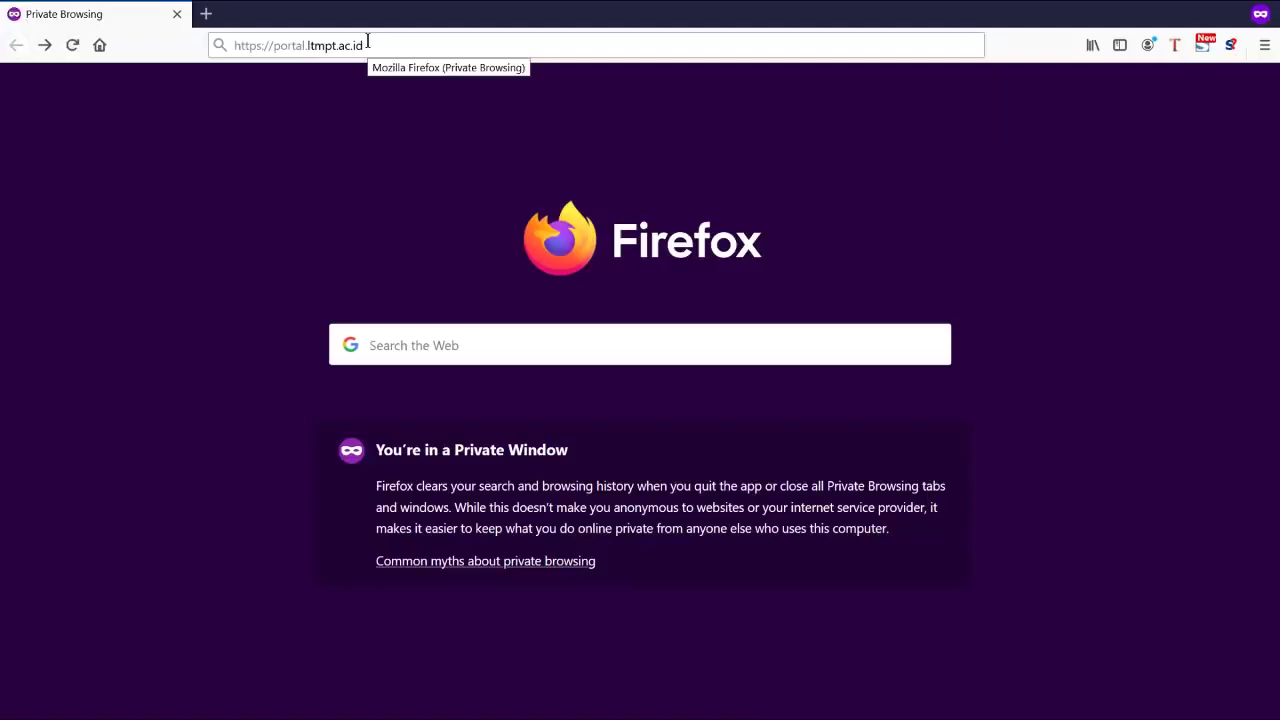 Private Browsing
https://portal.ltmpt.ac.id
New
T
S
Mozilla Firefox (Private Browsing)
Firefox
Search the Web
You're in a Private Window
Firefox clears your search and browsing history when you quit the app or close all Private Browsing tabs
and windows. While this doesn't make you anonymous to websites or your internet service provider, it
makes it easier to keep what you do online private from anyone else who uses this computer.
Common myths about private browsing